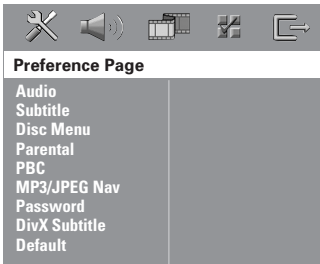 Preference Page
Audio
Subtitle
Disc Menu
Parental
PBC
MP3/JPEG Nav
Password
DivX Subtitle
Default